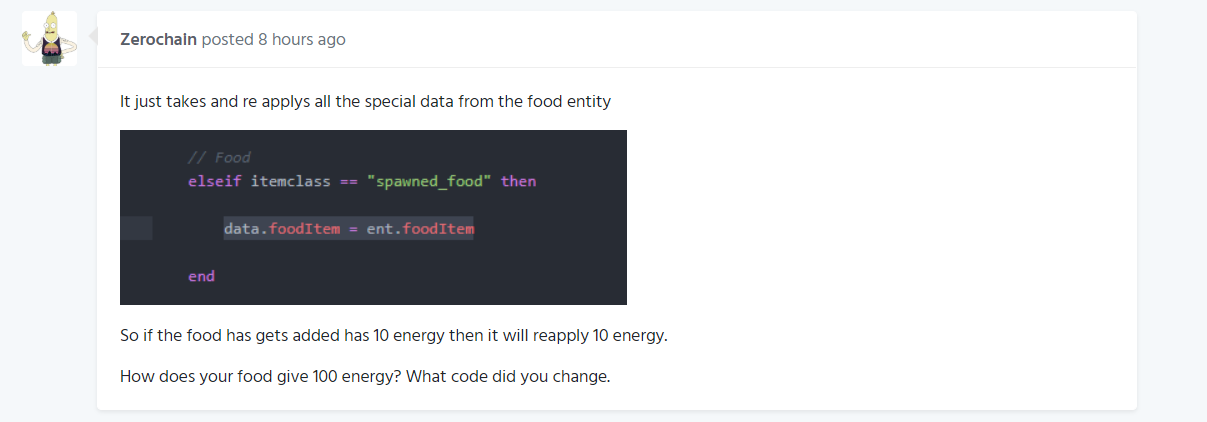 Zerochain posted 8 hours ago
It just takes and re applys all the special data from the food entity
// Food
elseif itemclass == "spawned_food" then
data.foodItem = ent.foodItem
end
So if the food has gets added has 10 energy then it will reapply 10 energy.
How does your food give 100 energy? What code did you change.